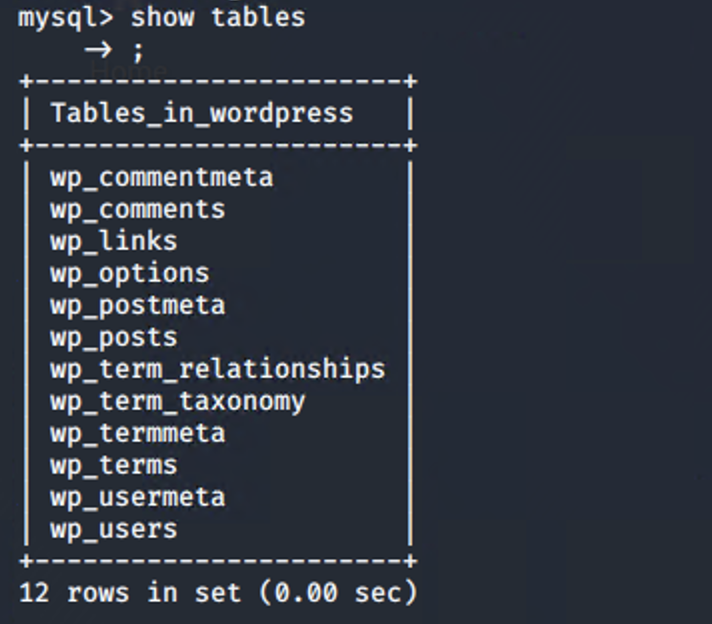 mysql> show tables
    → ;
+-----------------------+
| Tables_in_wordpress   |
+-----------------------+
| wp_commentmeta        |
| wp_comments           |
| wp_links              |
| wp_options            |
| wp_postmeta           |
| wp_posts              |
| wp_term_relationships |
| wp_term_taxonomy      |
| wp_termmeta           |
| wp_terms              |
| wp_usermeta           |
| wp_users              |
+-----------------------+
12 rows in set (0.00 sec)